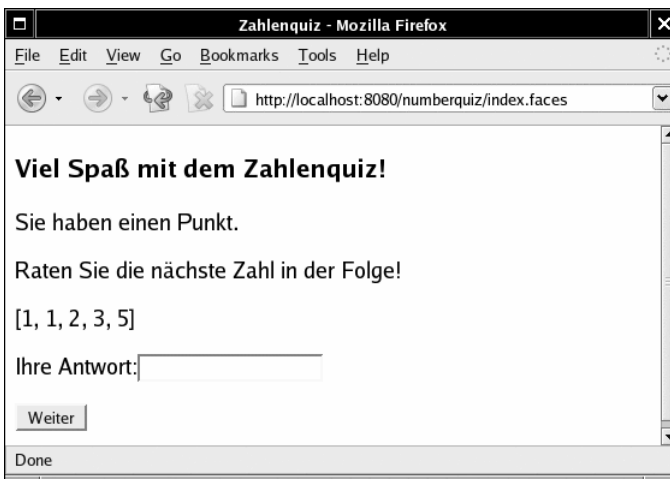 Zahlenquiz - Mozilla Firefox
File Edit View Go Bookmarks Tools Help
http://localhost:8080/numberquiz/index.faces
Viel Spaß mit dem Zahlenquiz!
Sie haben einen Punkt.
Raten Sie die nächste Zahl in der Folge!
[1, 1, 2, 3, 5]
Ihre Antwort:
Weiter
Done